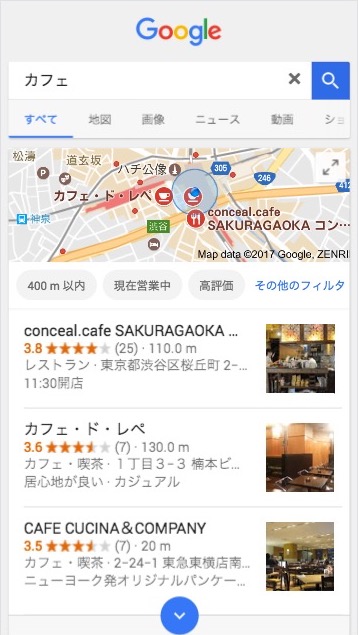 Google
カフェ
すべて 地図 画像 ニュース 動画 ショ
松濤
道玄坂
ハチ公像
305
246
412
カフェ・ド・レペ
神泉
渋谷
conceal.cafe
SAKURAGAOKA コン...
Map data ©2017 Google, ZENRI
400 m 以内 現在営業中 高評価 その他のフィルタ
conceal.cafe SAKURAGAOKA ...
3.8 (25) · 110.0 m
レストラン · 東京都渋谷区桜丘町 2−...
11:30開店
カフェ・ド・レペ
3.6 (7) · 130.0 m
カフェ・喫茶 · 1丁目3−3 楠本ビ...
居心地が良い · カジュアル
CAFE CUCINA＆COMPANY
3.5 (7) · 20 m
カフェ・喫茶 · 2−24−1 東急東横店南...
ニューヨーク発オリジナルパンケー...